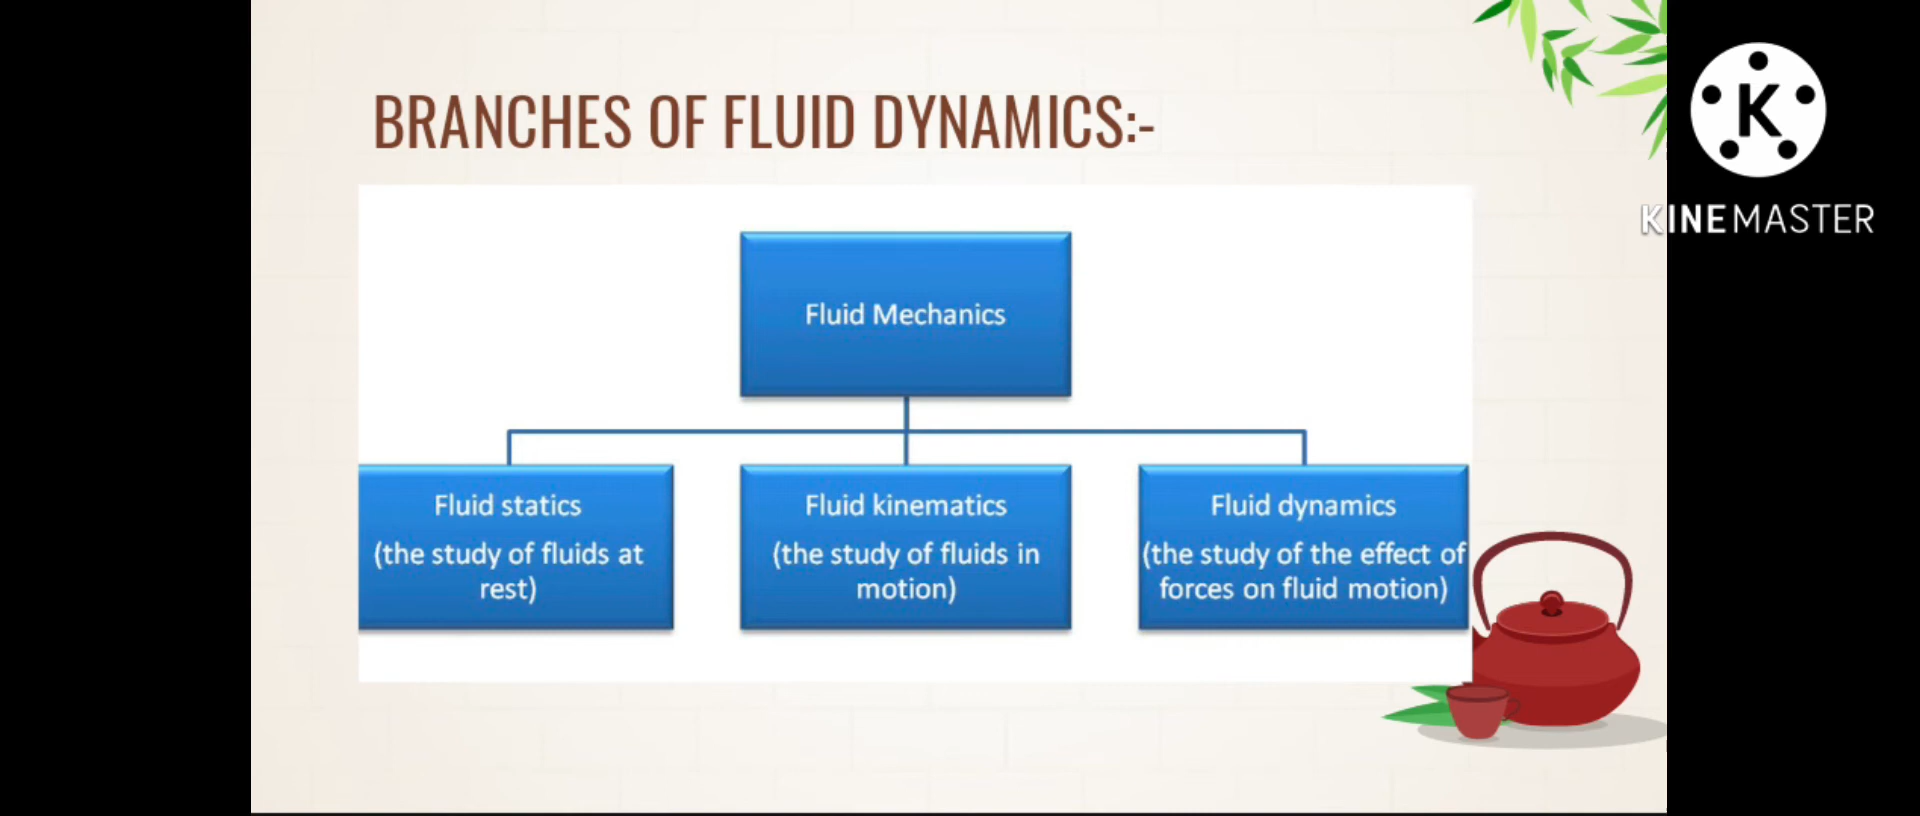 BRANCHES OF FLUID DYNAMICS:-
K
KINEMASTER
Fluid Mechanics
Fluid statics
(the study of fluids at
rest)
Fluid kinematics
(the study of fluids in
motion)
Fluid dynamics
(the study of the effect of
forces on fluid motion)